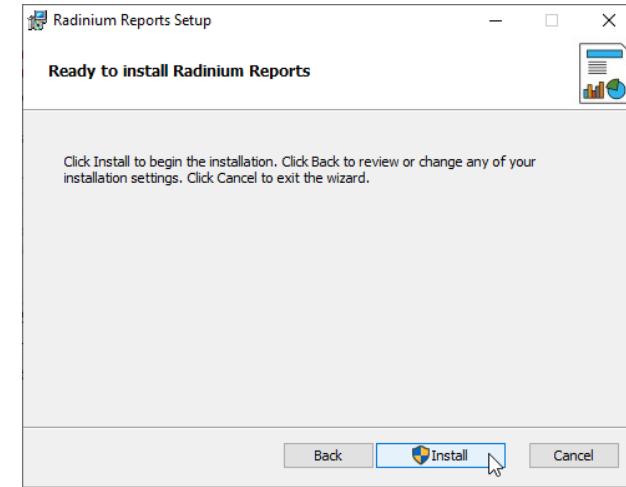 Radinium Reports Setup
Ready to install Radinium Reports
Click Install to begin the installation. Click Back to review or change any of your
installation settings. Click Cancel to exit the wizard.
Back
Install
Cancel